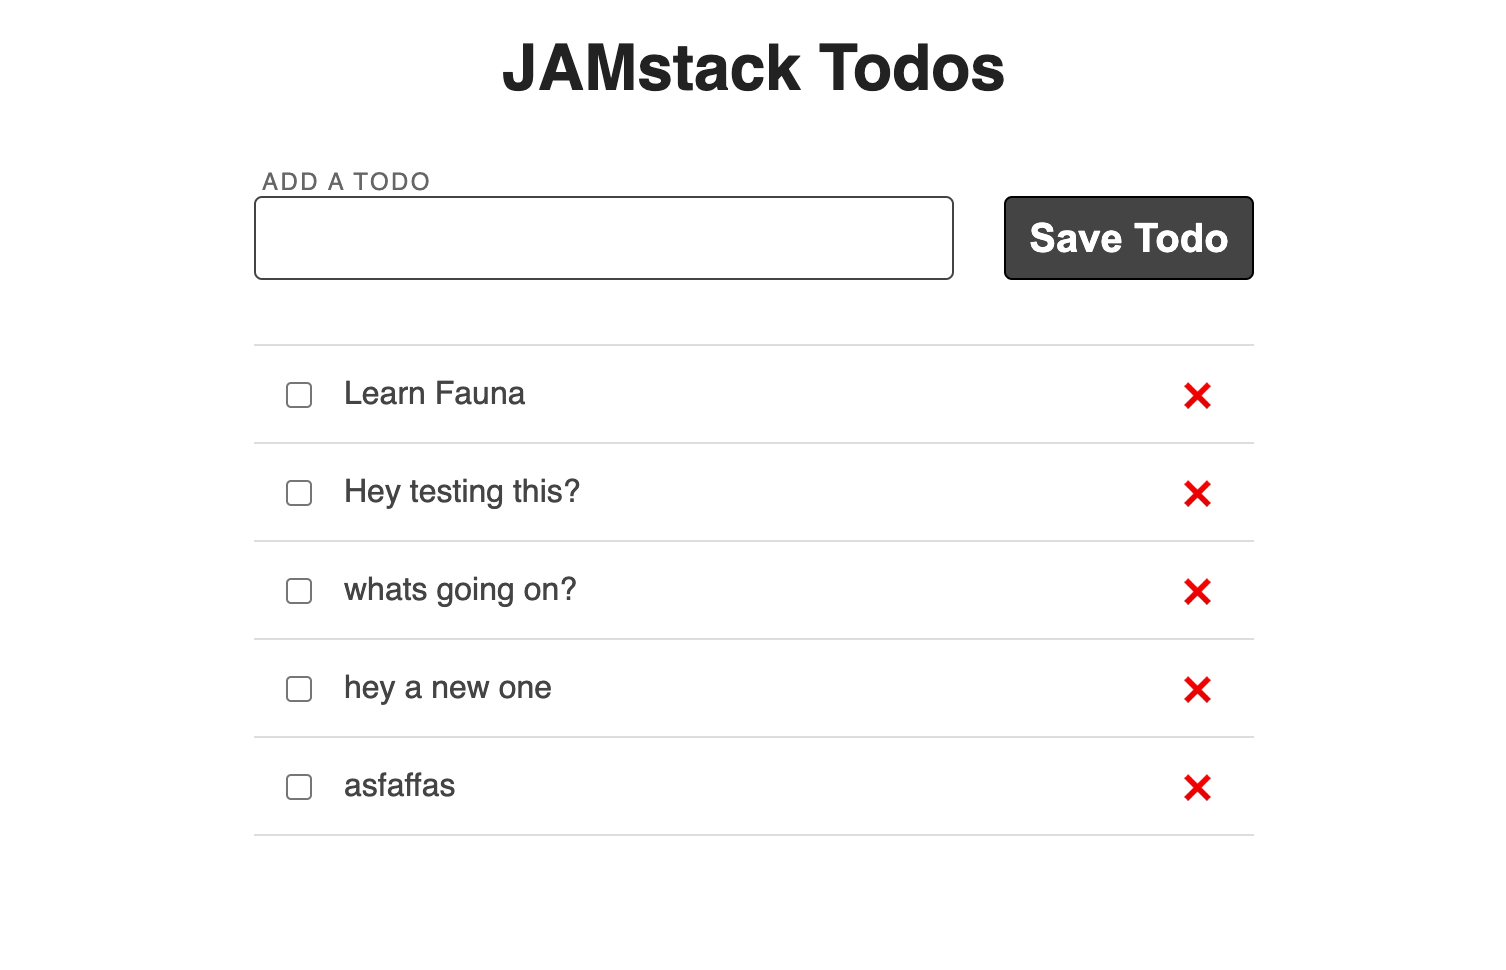 JAMstack Todos
ADD A TODO
Save Todo
Learn Fauna
Hey testing this?
whats going on?
hey a new one
asfaffas